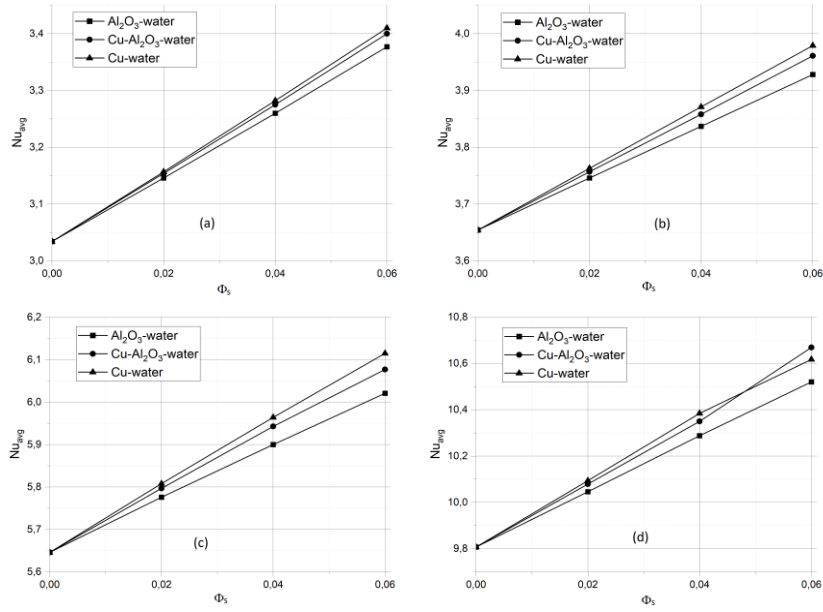 3,4
3,3
3,2
3,1
3,0
Nu_avg
Al₂O₃-water
Cu-Al₂O₃-water
Cu-water
(a)
0,00 0,02 0,04 0,06
Φₛ
4,0
3,9
3,8
3,7
3,6
Nu_avg
Al₂O₃-water
Cu-Al₂O₃-water
Cu-water
(b)
0,00 0,02 0,04 0,06
Φₛ
6,2
6,1
6,0
5,9
5,8
5,7
5,6
Nu_avg
Al₂O₃-water
Cu-Al₂O₃-water
Cu-water
(c)
0,00 0,02 0,04 0,06
Φₛ
10,8
10,6
10,4
10,2
10,0
9,8
Nu_avg
Al₂O₃-water
Cu-Al₂O₃-water
Cu-water
(d)
0,00 0,02 0,04 0,06
Φₛ